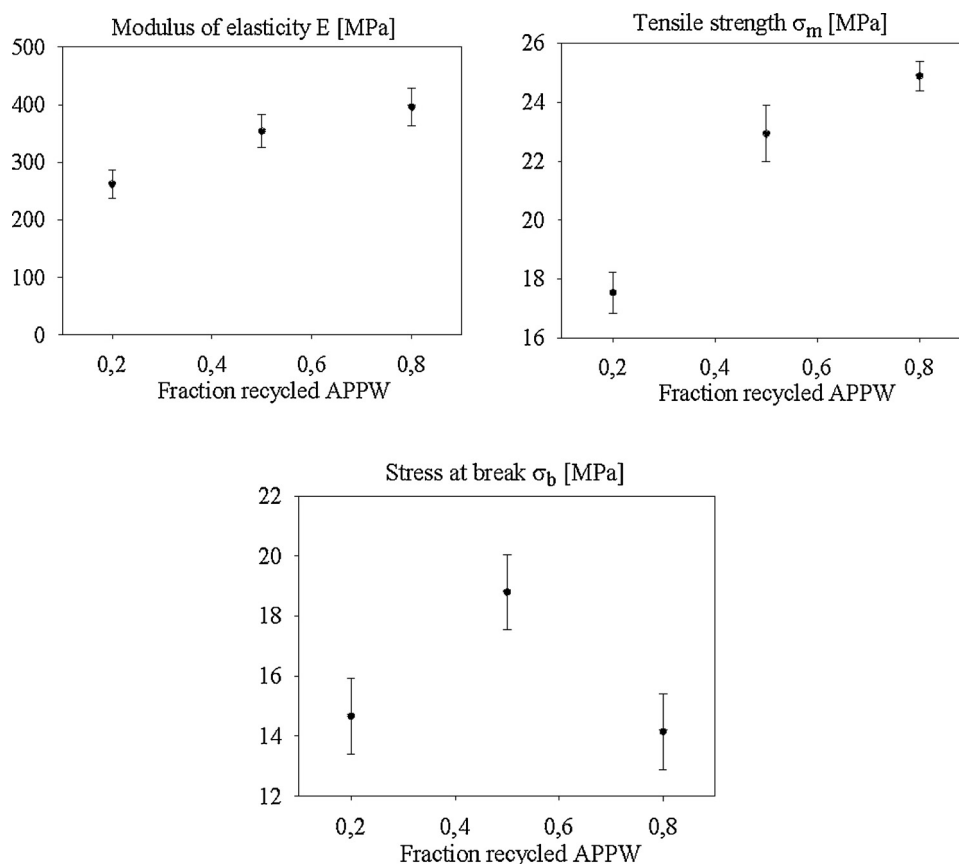 Modulus of elasticity E [MPa]
500
400
300
200
100
0
0,2 0,4 0,6 0,8
Fraction recycled APPW
Tensile strength σm [MPa]
26
24
22
20
18
16
0,2 0,4 0,6 0,8
Fraction recycled APPW
Stress at break σb [MPa]
22
20
18
16
14
12
0,2 0,4 0,6 0,8
Fraction recycled APPW